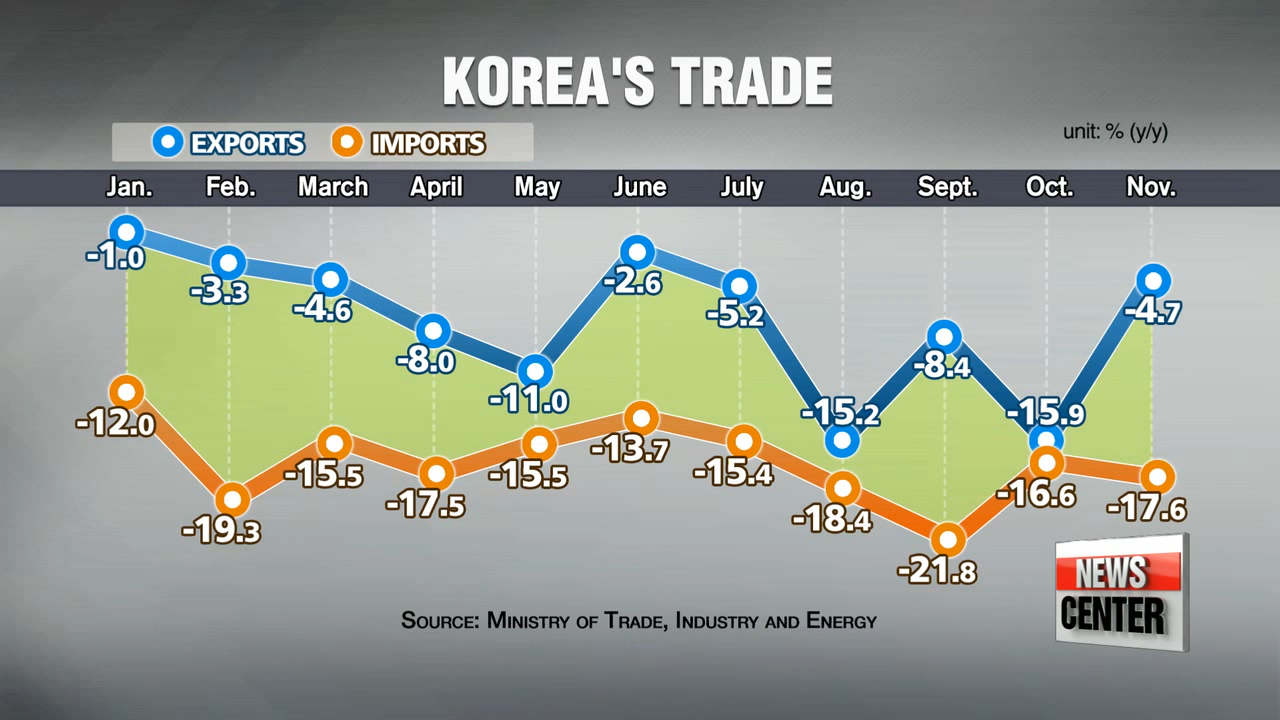 KOREA'S TRADE
EXPORTS IMPORTS
unit: % (y/y)
Jan. Feb. March April May June July Aug. Sept. Oct. Nov.
-1.0 -3.3 -4.6 -8.0 -11.0 -2.6 -5.2 -15.2 -8.4 -15.9 -4.7
-12.0 -19.3 -15.5 -17.5 -15.5 -13.7 -15.4 -18.4 -21.8 -16.6 -17.6
NEWS
CENTER
SOURCE: MINISTRY OF TRADE, INDUSTRY AND ENERGY